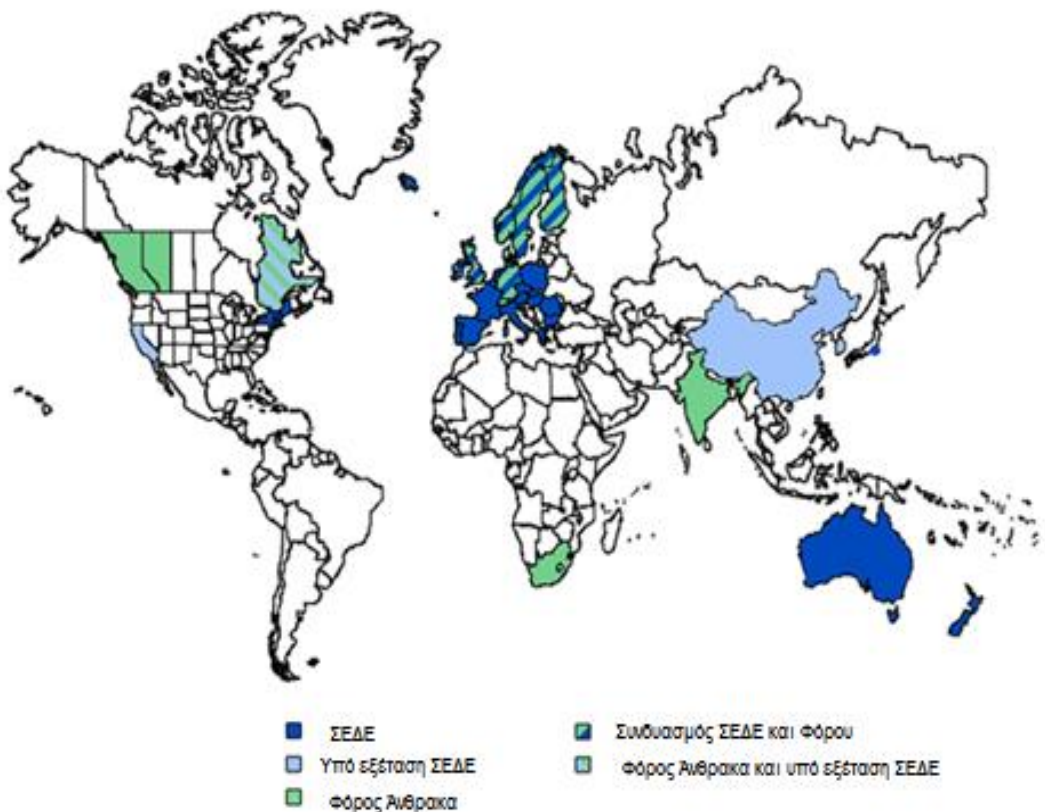 ΣΕΔΕ
Υπό εξέταση ΣΕΔΕ
Φόρος Άνθρακα
Συνδυασμός ΣΕΔΕ και Φόρου
Φόρος Άνθρακα και υπό εξέταση ΣΕΔΕ